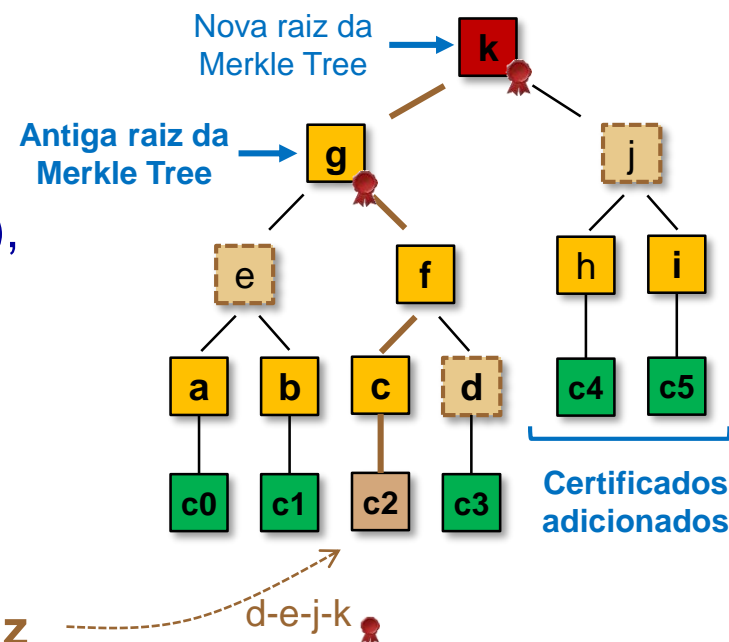 Nova raiz da
Merkle Tree
k
Antiga raiz da
Merkle Tree
g
j
),
e
f
h
i
a
b
c
d
c4
c5
c0
c1
c2
c3
Certificados
adicionados
z
d-e-j-k